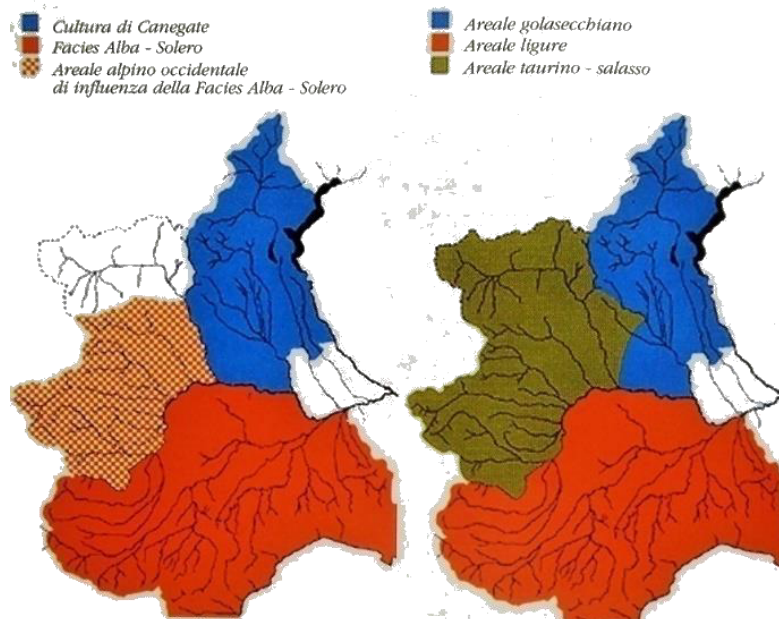 Cultura di Canegate
Facies Alba - Solero
Areale alpino occidentale
di influenza della Facies Alba - Solero
Areale golasecchiano
Areale ligure
Areale taurino - salasso